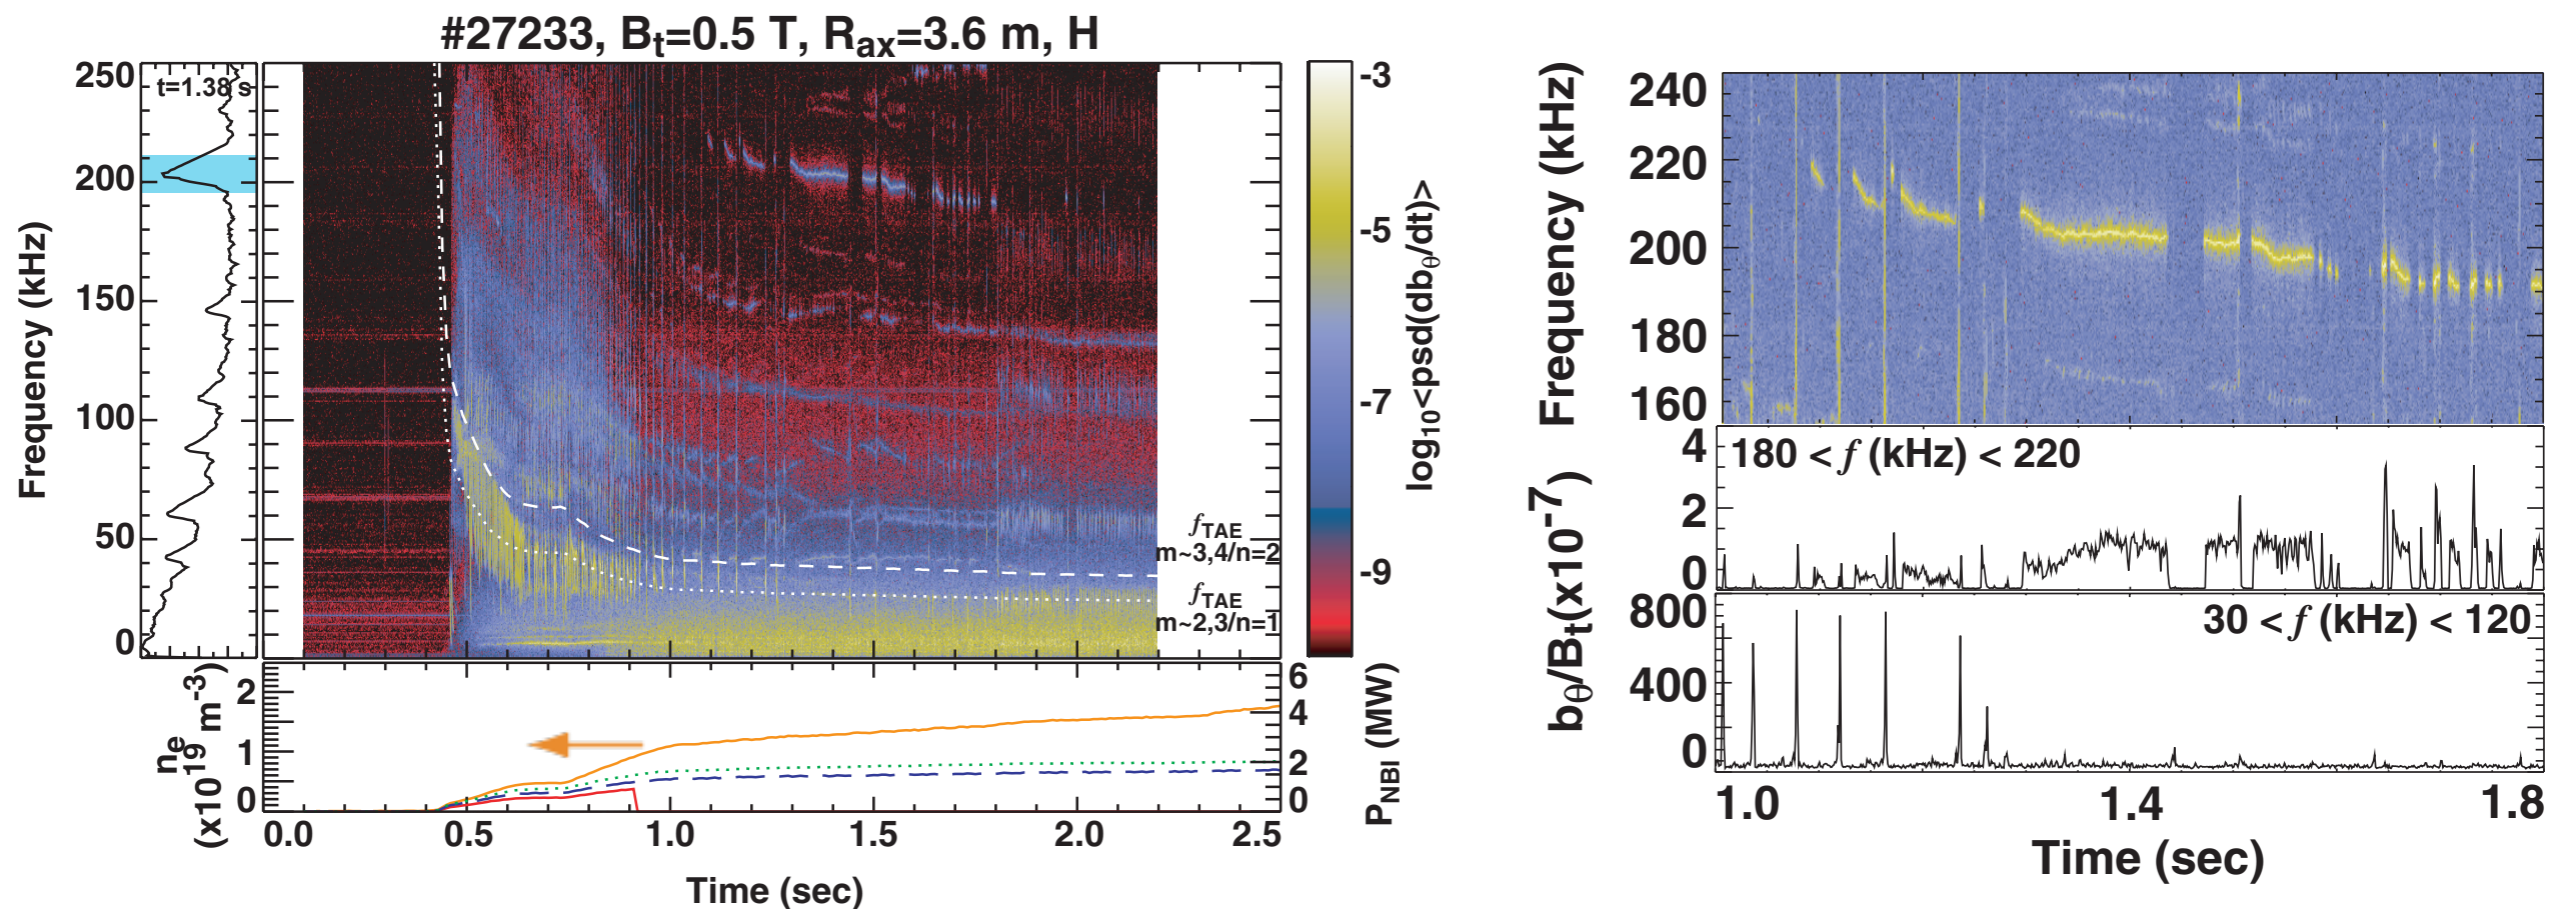 #27233, Bt=0.5 T, Rax=3.6 m, H
t=1.38 s
250
200
150
100
50
0
Frequency (kHz)
fTAE
m~3,4/n=2
fTAE
m~2,3/n=1
-3
-5
-7
-9
log10<psd(dbθ/dt)>
2
1
0
ne
(x10^19 m^-3)
6
4
2
0
PNBI (MW)
0.0 0.5 1.0 1.5 2.0 2.5
Time (sec)
240
220
200
180
160
Frequency (kHz)
180 < f (kHz) < 220
4
2
0
30 < f (kHz) < 120
800
400
0
bθ/Bt(x10^-7)
1.0 1.4 1.8
Time (sec)